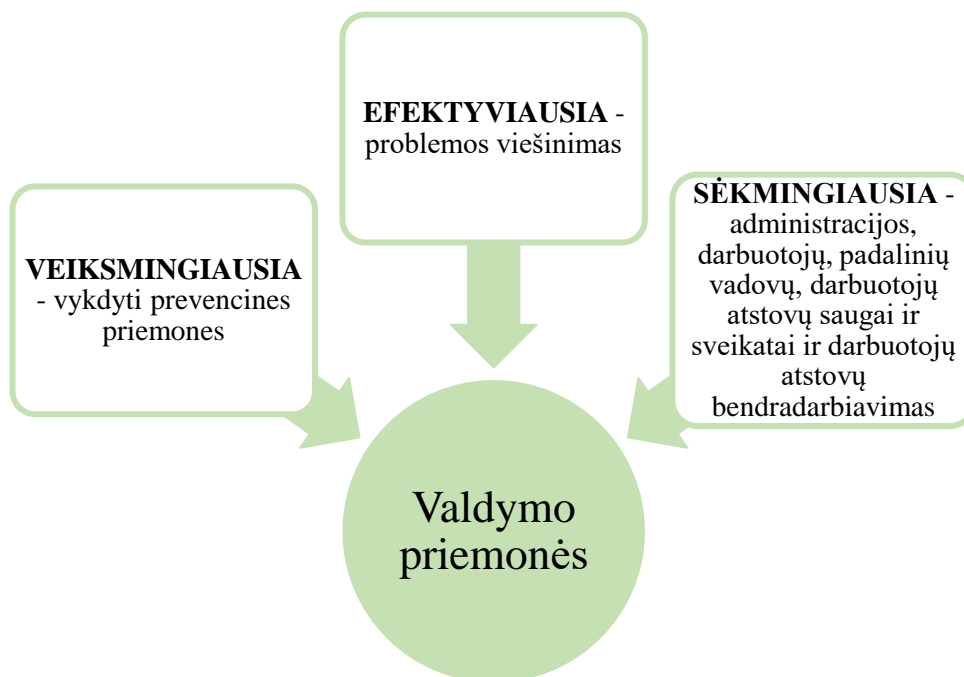 VEIKSMINGIAUSIA
- vykdyti prevencines
priemones
EFEKTYVIAUSIA -
problemos viešinimas
SĖKMINGIAUSIA -
administracijos,
darbuotojų, padalinių
vadovų, darbuotojų
atstovų saugai ir
sveikatai ir darbuotojų
atstovų
bendradarbiavimas
Valdymo
priemonės